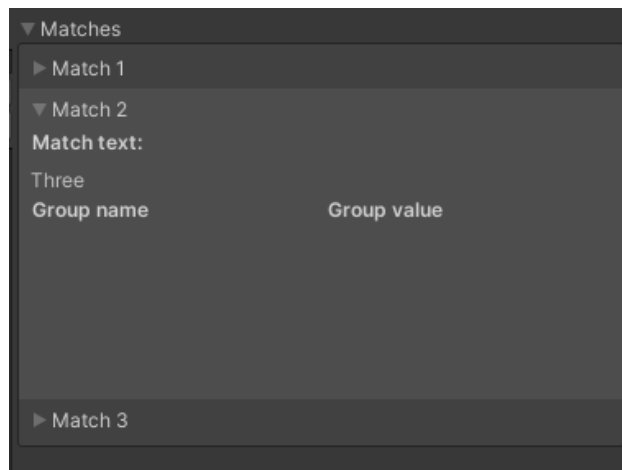 Matches
Match 1
Match 2
Match text:
Three
Group name Group value
Match 3